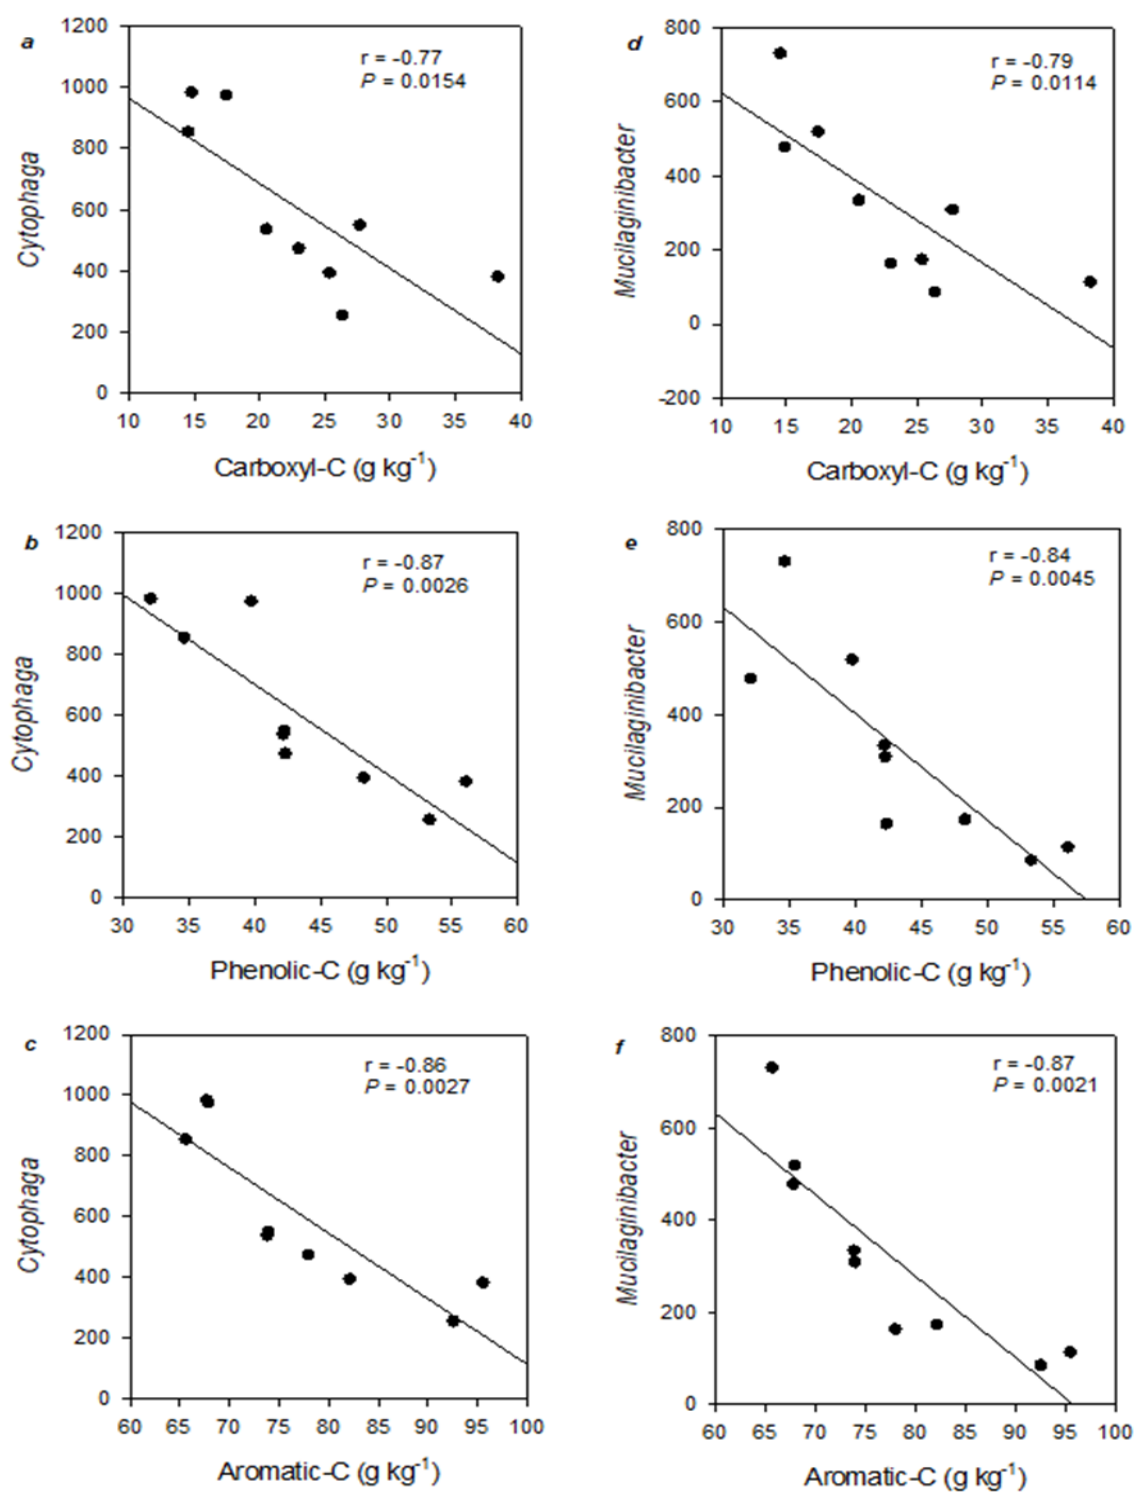 a
r = -0.77
P = 0.0154
Cytophaga
1200
1000
800
600
400
200
0
10 15 20 25 30 35 40
Carboxyl-C (g kg-1)
d
r = -0.79
P = 0.0114
Mucilaginibacter
800
600
400
200
0
-200
10 15 20 25 30 35 40
Carboxyl-C (g kg-1)
b
r = -0.87
P = 0.0026
Cytophaga
1200
1000
800
600
400
200
0
30 35 40 45 50 55 60
Phenolic-C (g kg-1)
e
r = -0.84
P = 0.0045
Mucilaginibacter
800
600
400
200
0
30 35 40 45 50 55 60
Phenolic-C (g kg-1)
c
r = -0.86
P = 0.0027
Cytophaga
1200
1000
800
600
400
200
0
60 65 70 75 80 85 90 95 100
Aromatic-C (g kg-1)
f
r = -0.87
P = 0.0021
Mucilaginibacter
800
600
400
200
0
60 65 70 75 80 85 90 95 100
Aromatic-C (g kg-1)